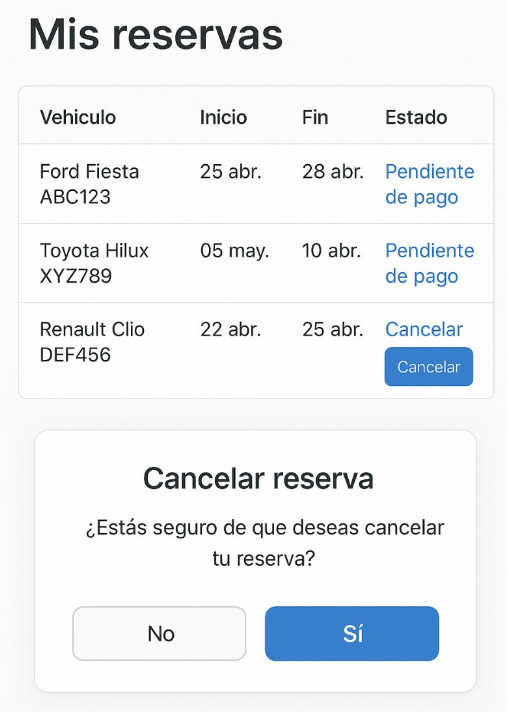 Mis reservas
Vehiculo Inicio Fin Estado
Ford Fiesta 25 abr. 28 abr. Pendiente
ABC123 de pago
Toyota Hilux 05 may. 10 abr. Pendiente
XYZ789 de pago
Renault Clio 22 abr. 25 abr. Cancelar
DEF456 Cancelar
Cancelar reserva
¿Estás seguro de que deseas cancelar
tu reserva?
No Sí